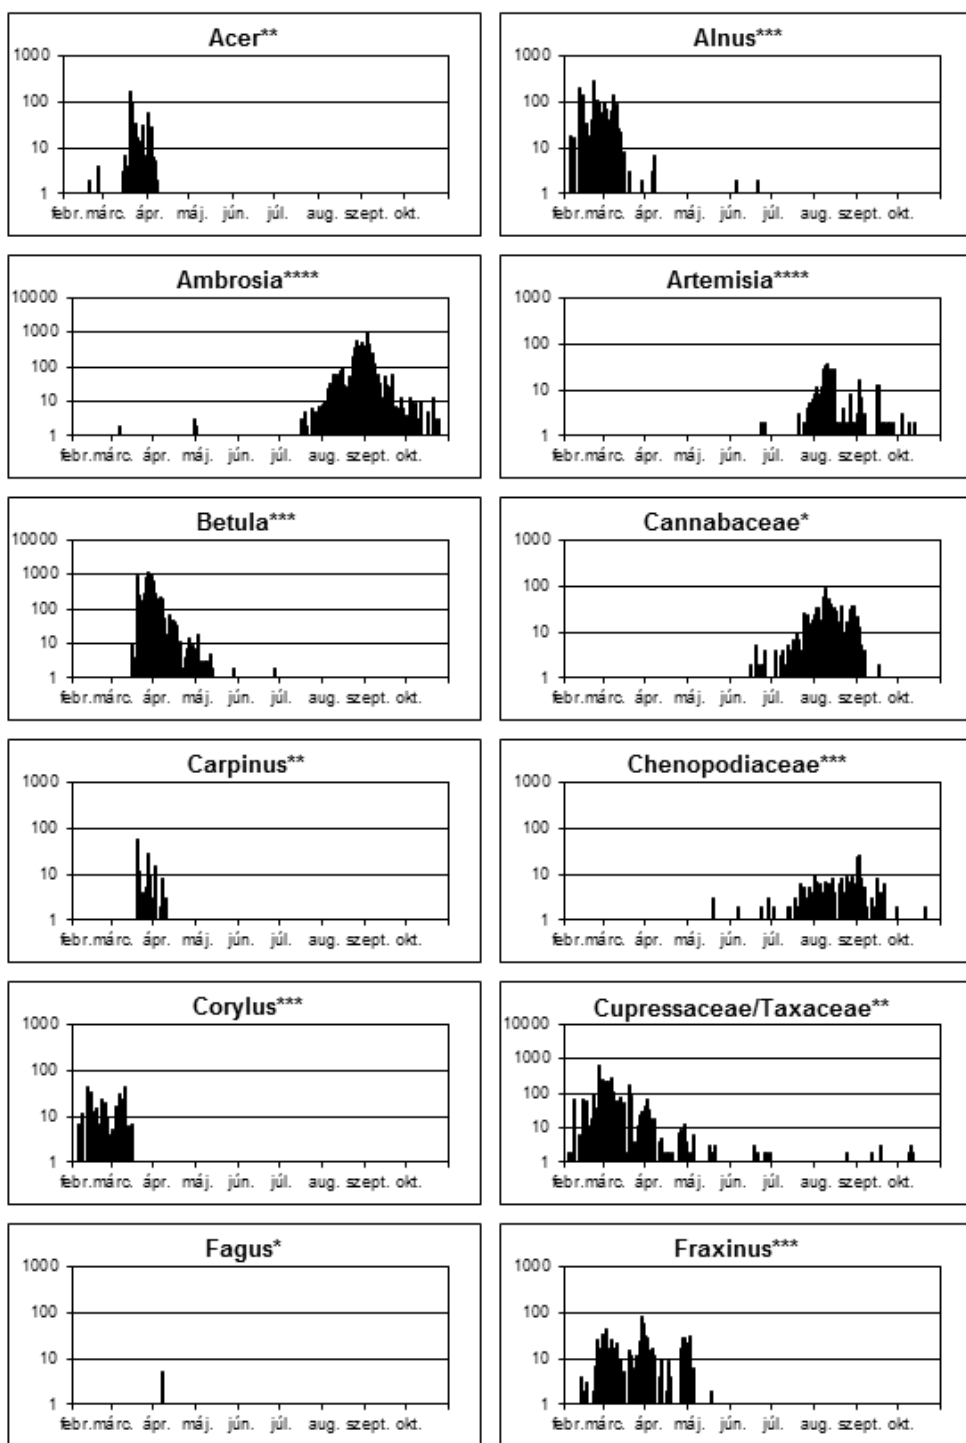 Acer**
1000
100
10
1
febr. márc. ápr. máj. jún. júl. aug. szept. okt.
Alnus***
1000
100
10
1
febr. márc. ápr. máj. jún. júl. aug. szept. okt.
Ambrosia****
10000
1000
100
10
1
febr. márc. ápr. máj. jún. júl. aug. szept. okt.
Artemisia****
1000
100
10
1
febr. márc. ápr. máj. jún. júl. aug. szept. okt.
Betula***
10000
1000
100
10
1
febr. márc. ápr. máj. jún. júl. aug. szept. okt.
Cannabaceae*
1000
100
10
1
febr. márc. ápr. máj. jún. júl. aug. szept. okt.
Carpinus**
1000
100
10
1
febr. márc. ápr. máj. jún. júl. aug. szept. okt.
Chenopodiaceae***
1000
100
10
1
febr. márc. ápr. máj. jún. júl. aug. szept. okt.
Corylus***
1000
100
10
1
febr. márc. ápr. máj. jún. júl. aug. szept. okt.
Cupressaceae/Taxaceae**
10000
1000
100
10
1
febr. márc. ápr. máj. jún. júl. aug. szept. okt.
Fagus*
1000
100
10
1
febr. márc. ápr. máj. jún. júl. aug. szept. okt.
Fraxinus***
1000
100
10
1
febr. márc. ápr. máj. jún. júl. aug. szept. okt.